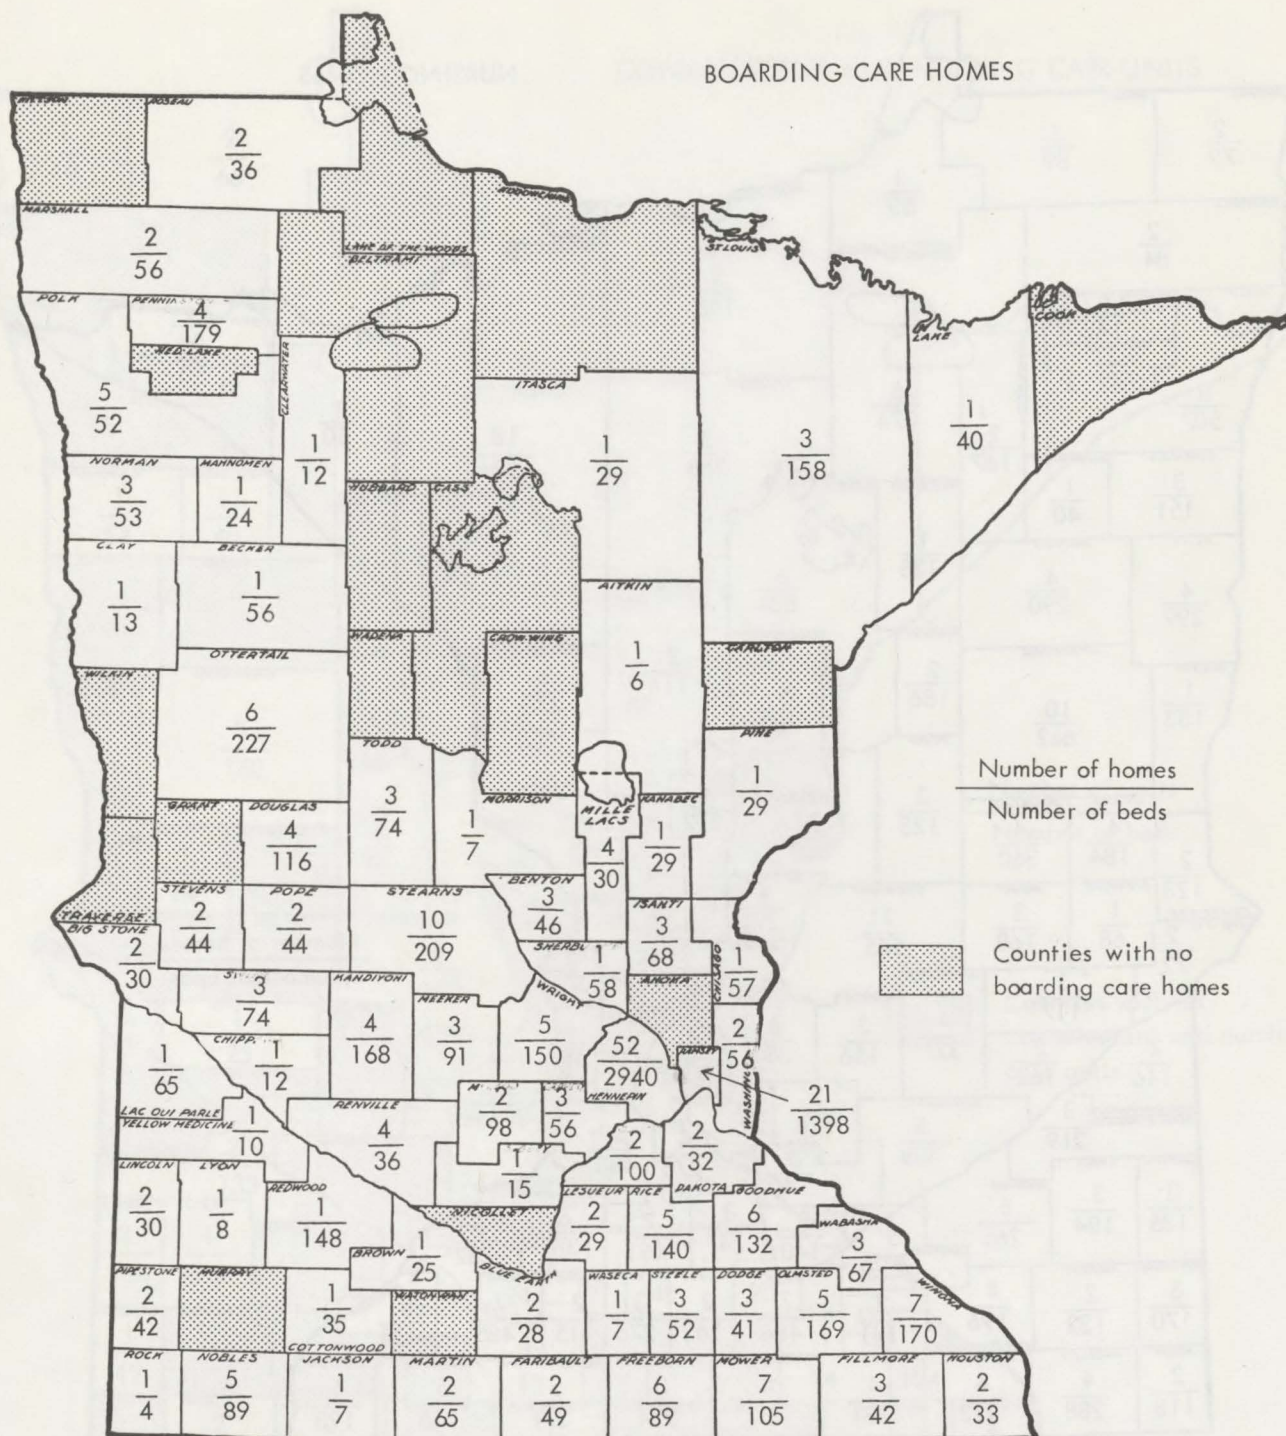 BOARDING CARE HOMES
KITTSON
ROSEAU
2
36
MARSHALL
2
56
LAKE OF THE WOODS
BELTRAMI
KOOCHICHING
ST. LOUIS
3
158
LAKE
1
40
COOK
POLK
5
52
4
179
RED LAKE
CLEARWATER
1
12
ITASCA
1
29
NORMAN
3
53
MAHNOMEN
1
24
HUBBARD
CASS
CLAY
1
13
BECKER
1
56
AITKIN
1
6
WADENA
CROW WING
CARLTON
WILKIN
OTTERTAIL
6
227
TODD
3
74
MORRISON
1
7
MILLE
LACS
4
30
KANABEC
1
29
PINE
1
29
Number of homes
Number of beds
GRANT
DOUGLAS
4
116
TRAVERSE
BIG STONE
2
30
STEVENS
2
44
POPE
2
44
STEARNS
10
209
BENTON
3
46
1
58
ISANTI
3
68
CHISAGO
1
57
Counties with no
boarding care homes
3
74
KANDIYOHI
4
168
MEEKER
3
91
WRIGHT
5
150
ANOKA
52
2940
HENNEPIN
RAMSEY
2
56
21
1398
1
65
LAC QUI PARLE
1
12
YELLOW MEDICINE
1
10
RENVILLE
4
36
2
98
3
56
1
15
2
100
2
32
DAKOTA
LINCOLN
2
30
LYON
1
8
REDWOOD
1
148
BROWN
1
25
NICOLLET
LESUEUR
2
29
RICE
5
140
GOODHUE
6
132
WABASHA
3
67
PIPESTONE
2
42
MURRAY
1
35
COTTONWOOD
WATONWAN
BLUE EARTH
2
28
WASECA
1
7
STEELE
3
52
DODGE
3
41
OLMSTED
5
169
WINONA
7
170
ROCK
1
4
NOBLES
5
89
JACKSON
1
7
MARTIN
2
65
FARIBAULT
2
49
FREEBORN
6
89
MOWER
7
105
FILLMORE
3
42
HOUSTON
2
33